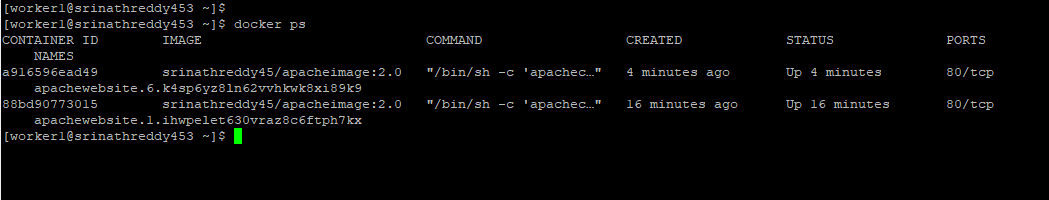 [worker1@srinathreddy453 ~]$
[worker1@srinathreddy453 ~]$ docker ps
CONTAINER ID        IMAGE                            COMMAND                  CREATED             STATUS              PORTS
    NAMES
a916596ead49        srinathreddy45/apacheimage:2.0   "/bin/sh -c 'apachec…"   4 minutes ago       Up 4 minutes        80/tcp
    apachewebsite.6.k4sp6yz8ln62vvhkwk8xi89k9
88bd90773015        srinathreddy45/apacheimage:2.0   "/bin/sh -c 'apachec…"   16 minutes ago      Up 16 minutes       80/tcp
    apachewebsite.1.ihwpelet630vraz8c6ftph7kx
[worker1@srinathreddy453 ~]$